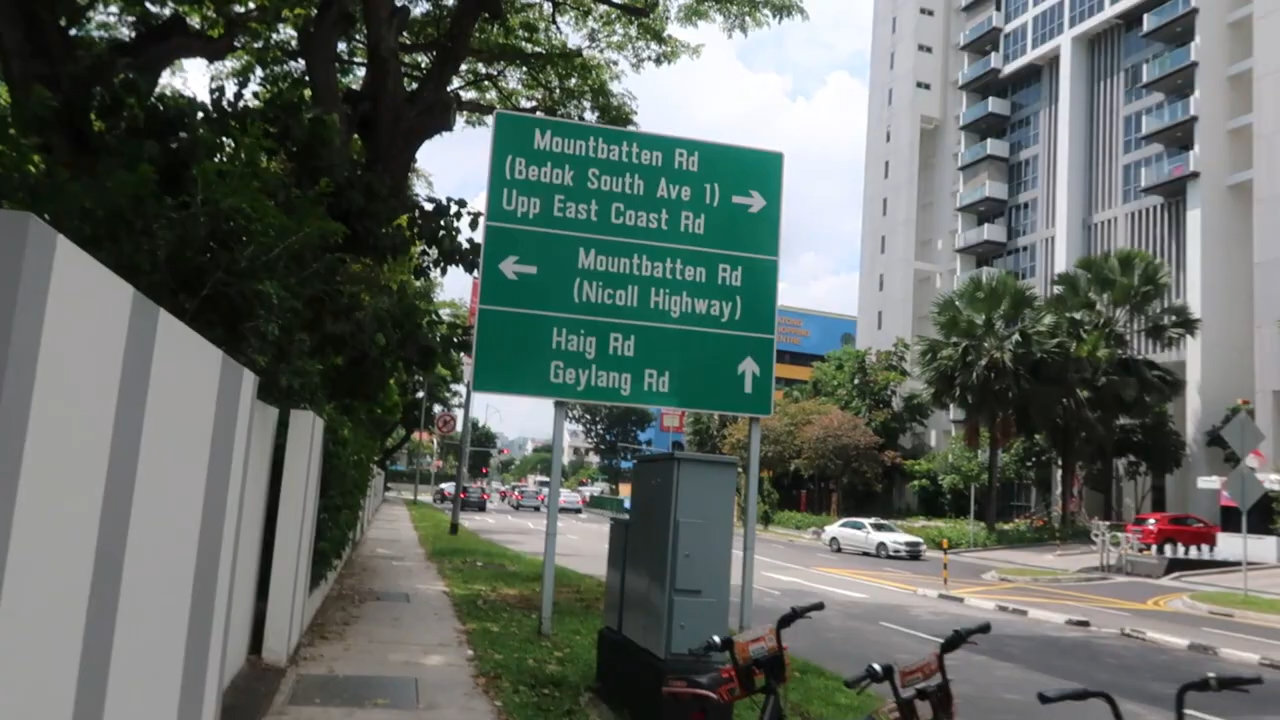 Mountbatten Rd
(Bedok South Ave 1)
Upp East Coast Rd
Mountbatten Rd
(Nicoll Highway)
Haig Rd
Geylang Rd